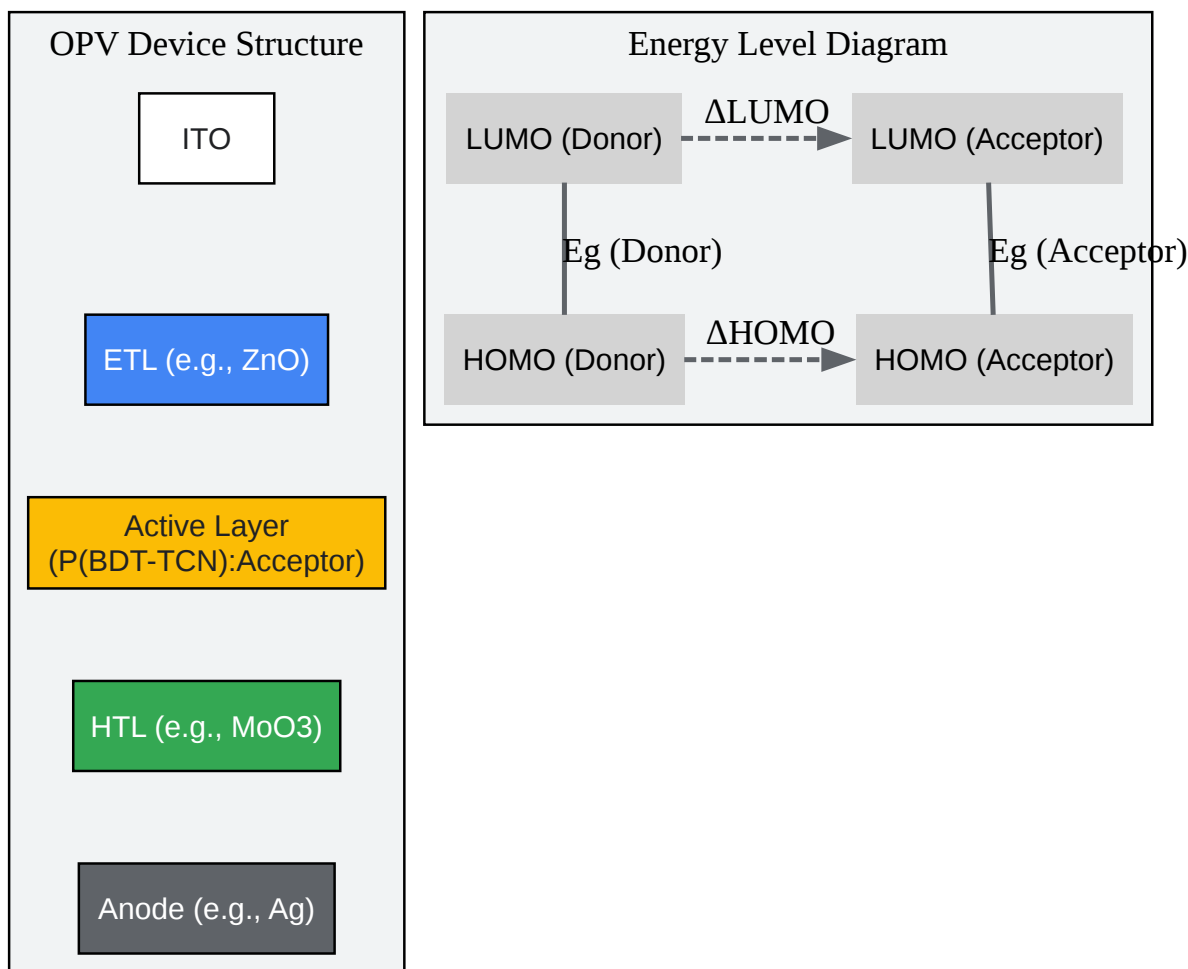 OPV Device Structure
ITO
ETL (e.g., ZnO)
Active Layer
(P(BDT-TCN):Acceptor)
HTL (e.g., MoO3)
Anode (e.g., Ag)
Energy Level Diagram
LUMO (Donor)
ΔLUMO
LUMO (Acceptor)
Eg (Donor)
Eg (Acceptor)
HOMO (Donor)
ΔHOMO
HOMO (Acceptor)